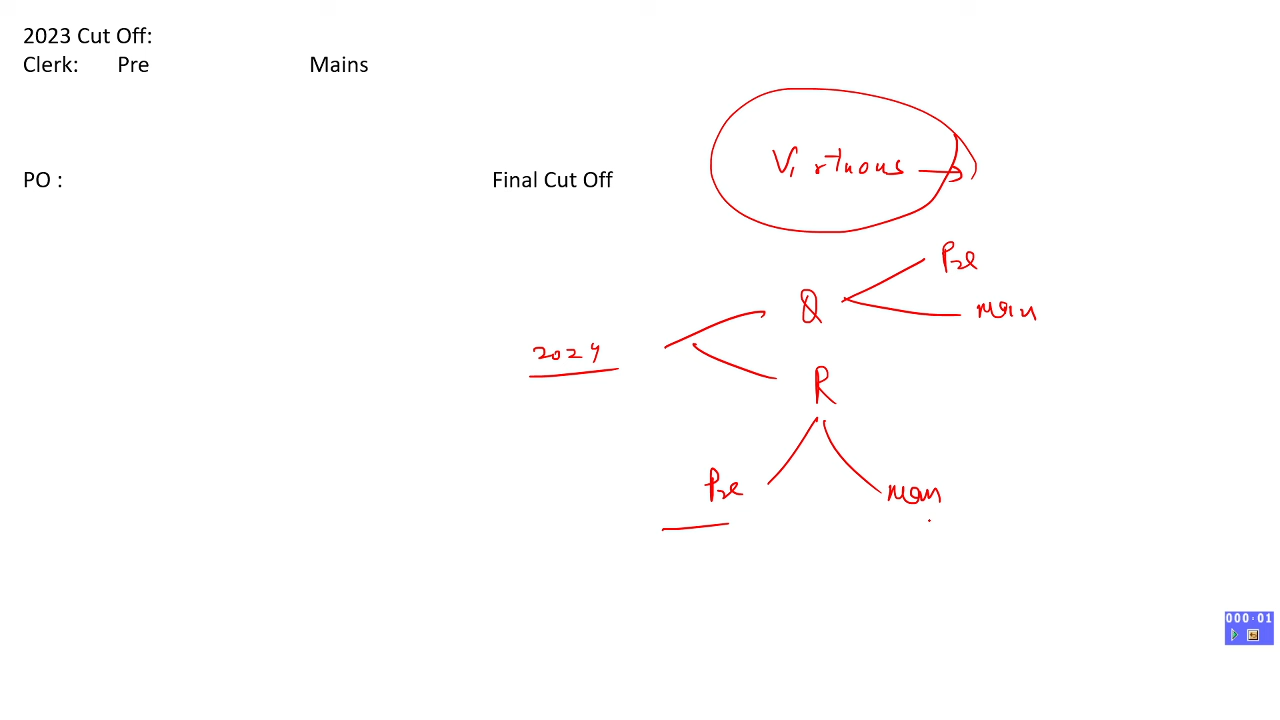 2023 Cut Off:
Clerk: Pre Mains
Virtuous
PO : Final Cut Off
Pre
Q
Main
2024
R
Pre
Main
000:01